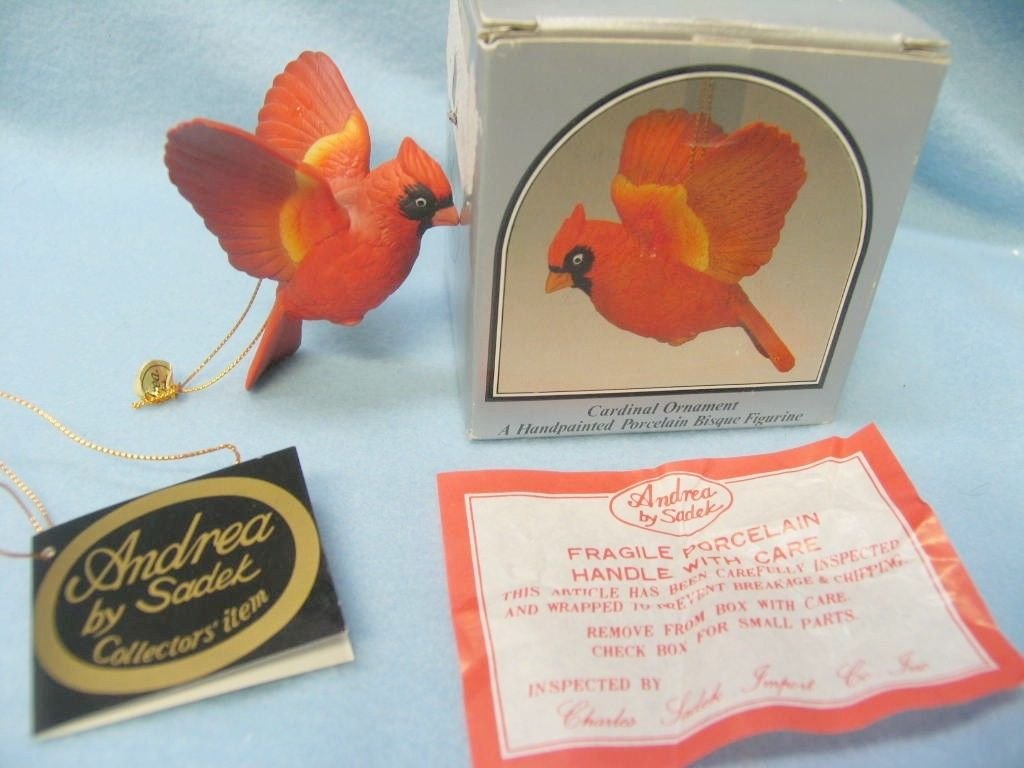 Cardinal Ornament
A Handpainted Porcelain Bisque Figurine
Andrea
by Sadek
Collectors' item
Andrea
by Sadek
FRAGILE PORCELAIN
HANDLE WITH CARE
THIS ARTICLE HAS BEEN CAREFULLY INSPECTED
AND WRAPPED TO PREVENT BREAKAGE & CHIPPING.
REMOVE FROM BOX WITH CARE.
CHECK BOX FOR SMALL PARTS.
INSPECTED BY
Charles Sadek Import Co Inc.